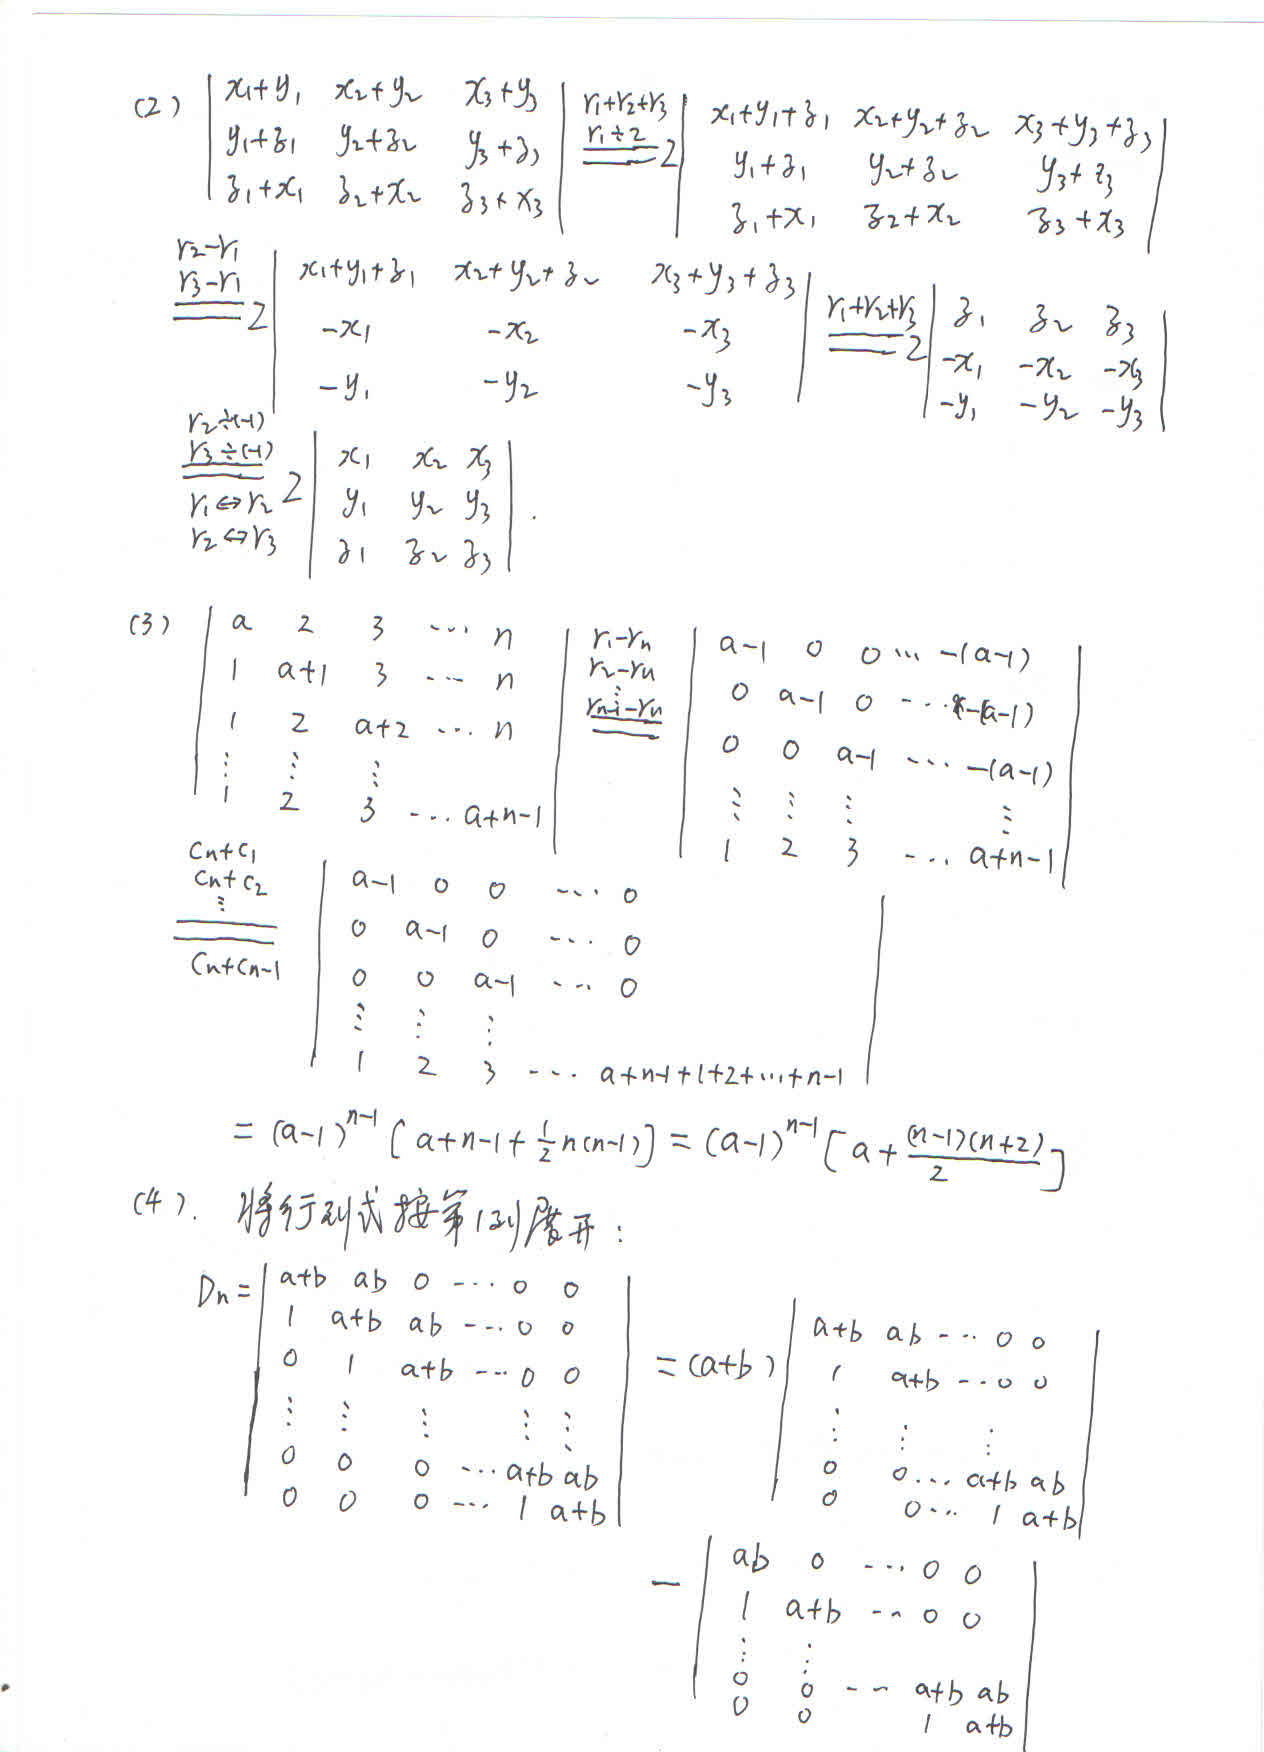 (2) | x₁+y₁ x₂+y₂ x₃+y₃ | r₁+r₂+r₃ | x₁+y₁+z₁ x₂+y₂+z₂ x₃+y₃+z₃ |
| y₁+z₁ y₂+z₂ y₃+z₃ | r₁÷2 == 2 | y₁+z₁ y₂+z₂ y₃+z₃ |
| z₁+x₁ z₂+x₂ z₃+x₃ | | z₁+x₁ z₂+x₂ z₃+x₃ |
r₂-r₁ | x₁+y₁+z₁ x₂+y₂+z₂ x₃+y₃+z₃ | r₁+r₂+r₃ | z₁ z₂ z₃ |
r₃-r₁ == 2 | -x₁ -x₂ -x₃ | == 2 | -x₁ -x₂ -x₃ |
| -y₁ -y₂ -y₃ | | -y₁ -y₂ -y₃ |
r₂÷(-1)
r₃÷(-1) | x₁ x₂ x₃ |
== 2 | y₁ y₂ y₃ | .
r₁⇔r₂
r₂⇔r₃ | z₁ z₂ z₃ |
(3) | a 2 3 ⋯ n | r₁-rₙ | a-1 0 0 ⋯ -(a-1) |
| 1 a+1 3 ⋯ n | r₂-rₙ | 0 a-1 0 ⋯ -(a-1) |
| 1 2 a+2 ⋯ n | ⋮ rₙ₋₁-rₙ == | 0 0 a-1 ⋯ -(a-1) |
| ⋮ ⋮ ⋮ | | ⋮ ⋮ ⋮ ⋮ |
| 1 2 3 ⋯ a+n-1 | | 1 2 3 ⋯ a+n-1 |
cₙ+c₁ | a-1 0 0 ⋯ 0 |
cₙ+c₂ | 0 a-1 0 ⋯ 0 |
⋮ == | 0 0 a-1 ⋯ 0 |
cₙ+cₙ₋₁ | ⋮ ⋮ ⋮ |
| 1 2 3 ⋯ a+n-1+1+2+⋯+n-1 |
= (a-1)ⁿ⁻¹ [a+n-1+½n(n-1)] = (a-1)ⁿ⁻¹ [a + (n-1)(n+2)/2]
(4). 将行列式按第1列展开:
Dₙ= | a+b ab 0 ⋯ 0 0 | | a+b ab ⋯ 0 0 |
| 1 a+b ab ⋯ 0 0 | = (a+b) | 1 a+b ⋯ 0 0 |
| 0 1 a+b ⋯ 0 0 | | ⋮ ⋮ ⋮ |
| ⋮ ⋮ ⋮ ⋮ ⋮ | | 0 0 ⋯ a+b ab |
| 0 0 0 ⋯ a+b ab | | 0 0 ⋯ 1 a+b |
| 0 0 0 ⋯ 1 a+b |
- | ab 0 ⋯ 0 0 |
| 1 a+b ⋯ 0 0 |
| ⋮ ⋮ |
| 0 0 ⋯ a+b ab |
| 0 0 1 a+b |